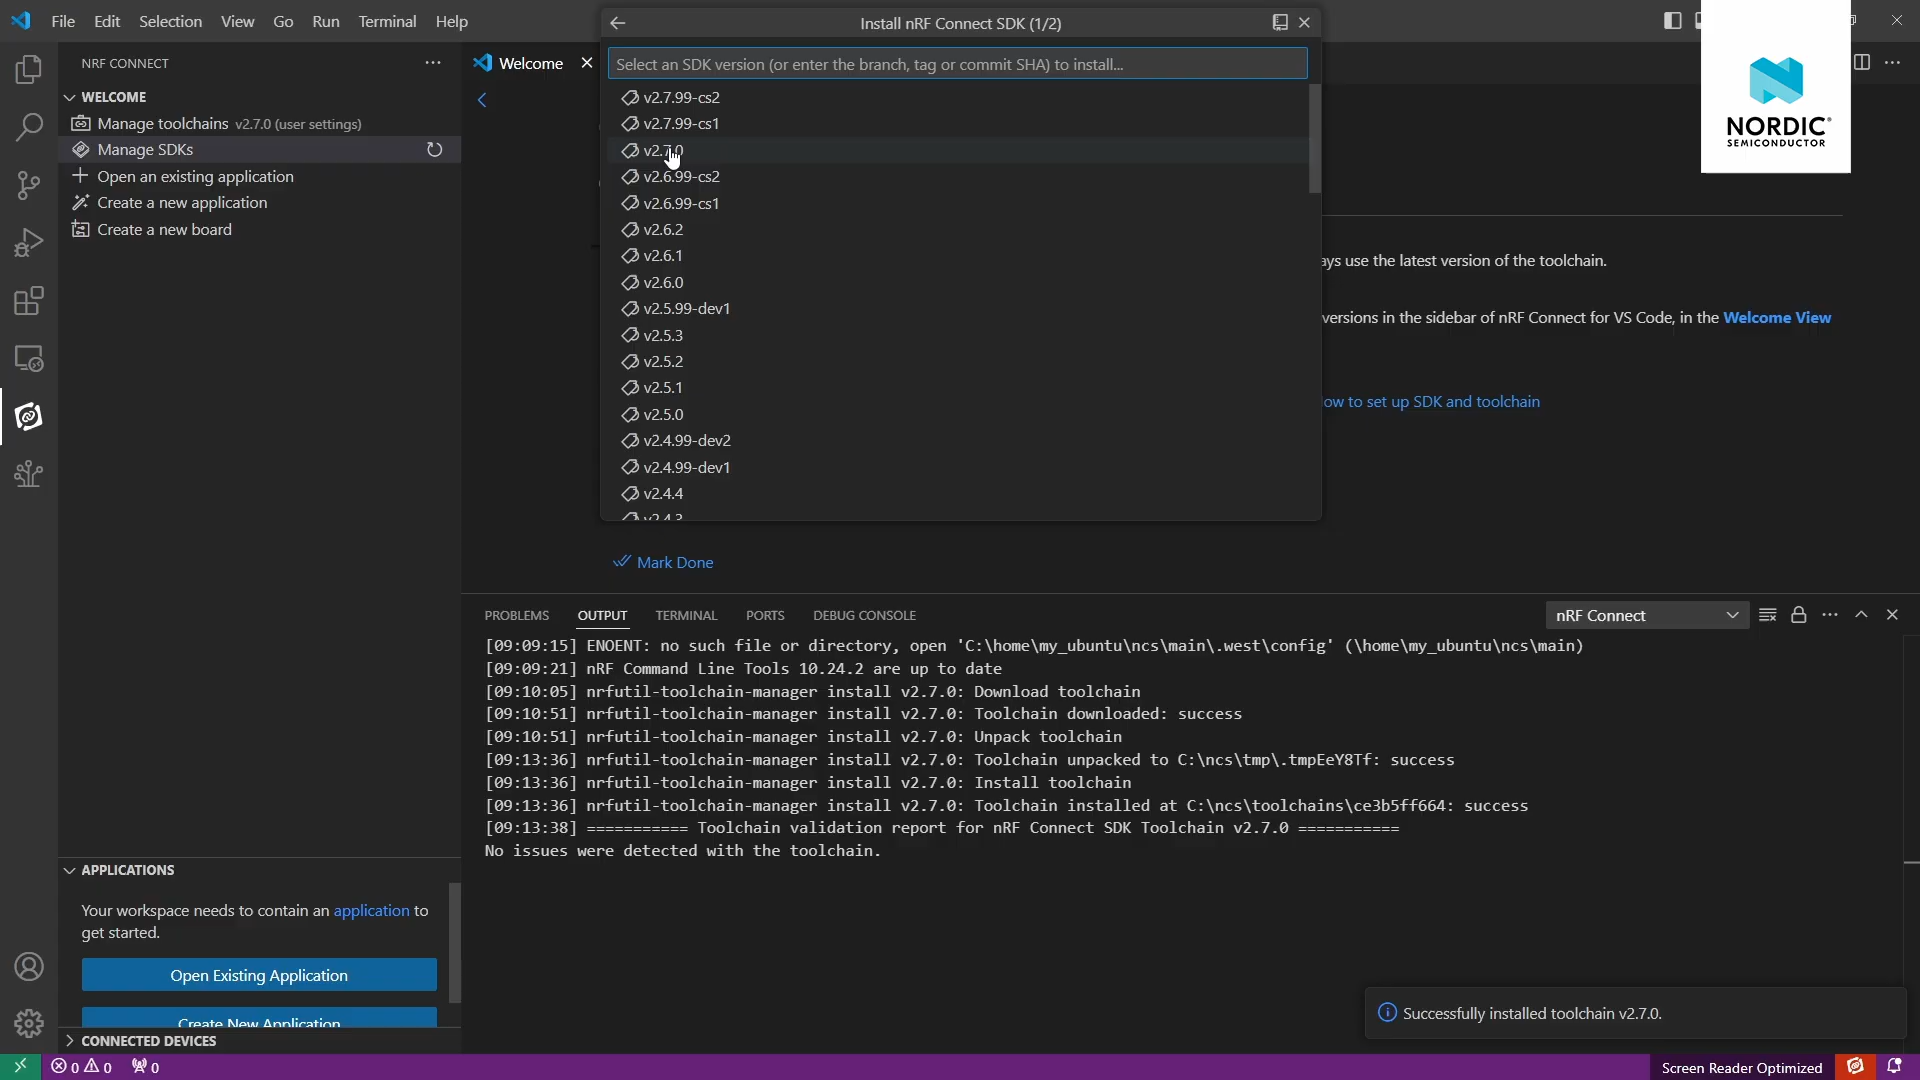 File Edit Selection View Go Run Terminal Help
Install nRF Connect SDK (1/2)
NRF CONNECT
Welcome
Select an SDK version (or enter the branch, tag or commit SHA) to install...
WELCOME
Manage toolchains v2.7.0 (user settings)
Manage SDKs
Open an existing application
Create a new application
Create a new board
v2.7.99-cs2
v2.7.99-cs1
v2.7.0
v2.6.99-cs2
v2.6.99-cs1
v2.6.2
v2.6.1
v2.6.0
v2.5.99-dev1
v2.5.3
v2.5.2
v2.5.1
v2.5.0
v2.4.99-dev2
v2.4.99-dev1
v2.4.4
v2.4.3
NORDIC
SEMICONDUCTOR
ays use the latest version of the toolchain.
versions in the sidebar of nRF Connect for VS Code, in the Welcome View
ow to set up SDK and toolchain
Mark Done
PROBLEMS OUTPUT TERMINAL PORTS DEBUG CONSOLE
nRF Connect
[09:09:15] ENOENT: no such file or directory, open 'C:\home\my_ubuntu\ncs\main\.west\config' (\home\my_ubuntu\ncs\main)
[09:09:21] nRF Command Line Tools 10.24.2 are up to date
[09:10:05] nrfutil-toolchain-manager install v2.7.0: Download toolchain
[09:10:51] nrfutil-toolchain-manager install v2.7.0: Toolchain downloaded: success
[09:10:51] nrfutil-toolchain-manager install v2.7.0: Unpack toolchain
[09:13:36] nrfutil-toolchain-manager install v2.7.0: Toolchain unpacked to C:\ncs\tmp\.tmpEeY8Tf: success
[09:13:36] nrfutil-toolchain-manager install v2.7.0: Install toolchain
[09:13:36] nrfutil-toolchain-manager install v2.7.0: Toolchain installed at C:\ncs\toolchains\ce3b5ff664: success
[09:13:38] =========== Toolchain validation report for nRF Connect SDK Toolchain v2.7.0 ===========
No issues were detected with the toolchain.
APPLICATIONS
Your workspace needs to contain an application to
get started.
Open Existing Application
Create New Application
CONNECTED DEVICES
Successfully installed toolchain v2.7.0.
0 0 0
Screen Reader Optimized